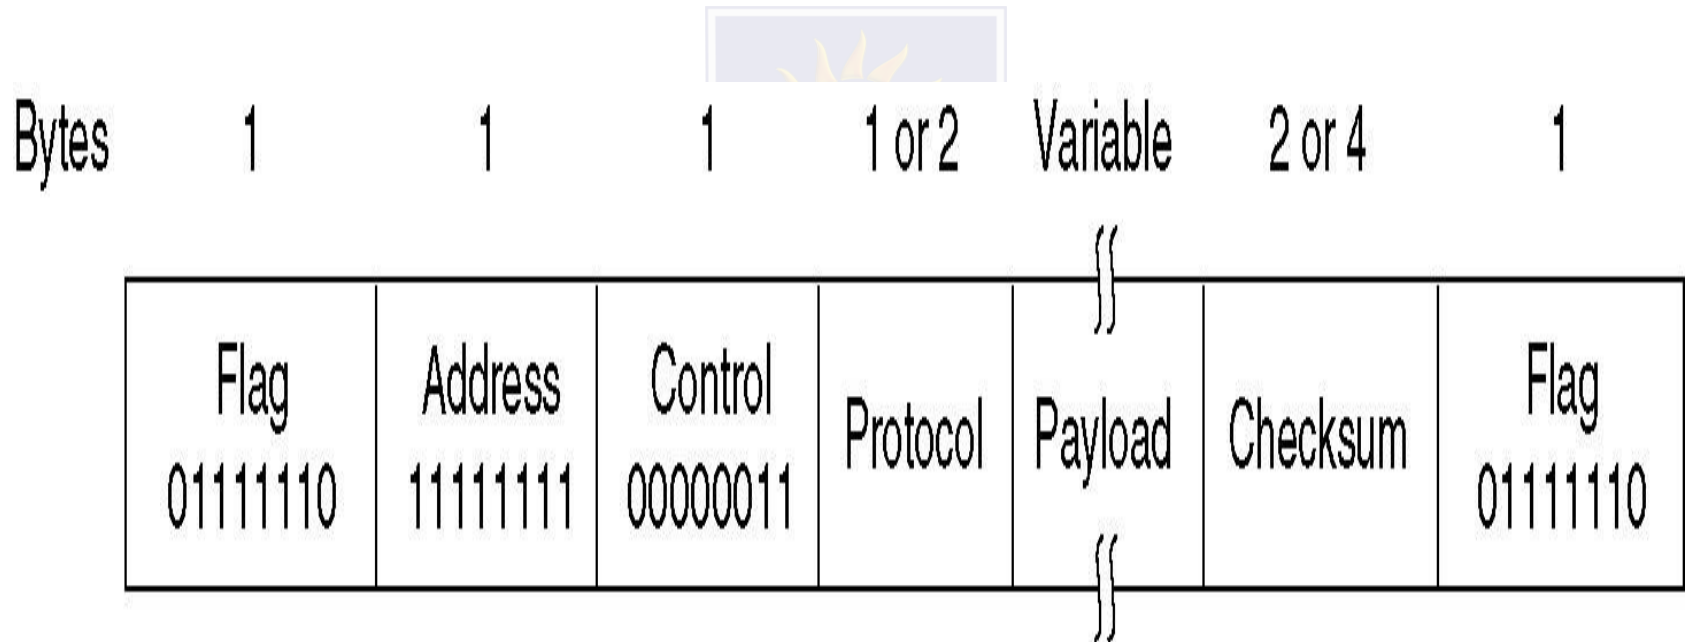 Bytes 1 1 1 1 or 2 Variable 2 or 4 1
Flag Address Control Protocol Payload Checksum Flag
01111110 11111111 00000011 01111110